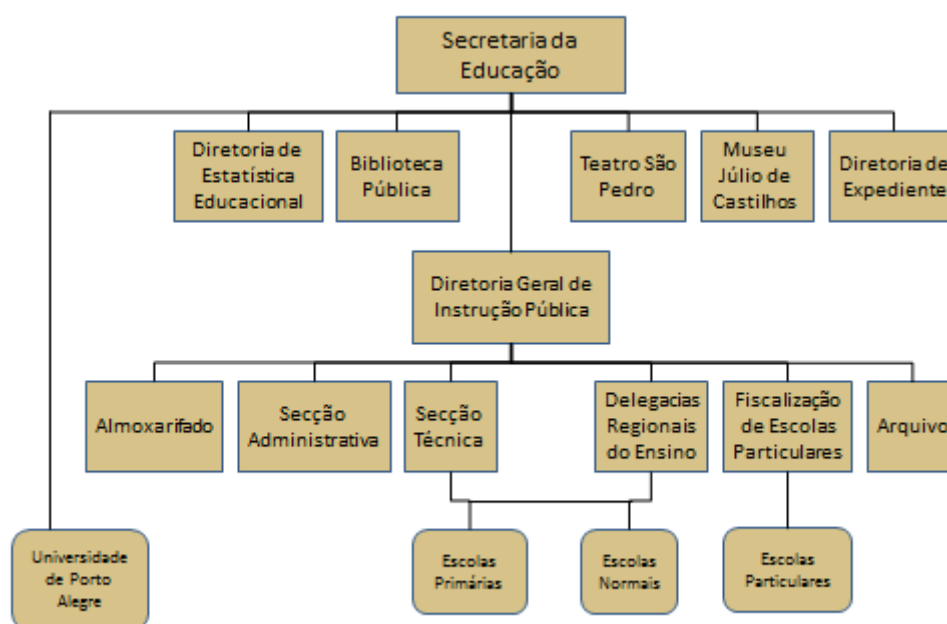 Secretaria da
Educação
Diretoria de
Estatística
Educacional
Biblioteca
Pública
Teatro São
Pedro
Museu
Júlio de
Castilhos
Diretoria de
Expediente
Diretoria Geral de
Instrução Pública
Almoxarifado
Secção
Administrativa
Secção
Técnica
Delegacias
Regionais
do Ensino
Fiscalização
de Escolas
Particulares
Arquivo
Universidade
de Porto
Alegre
Escolas
Primárias
Escolas
Normais
Escolas
Particulares